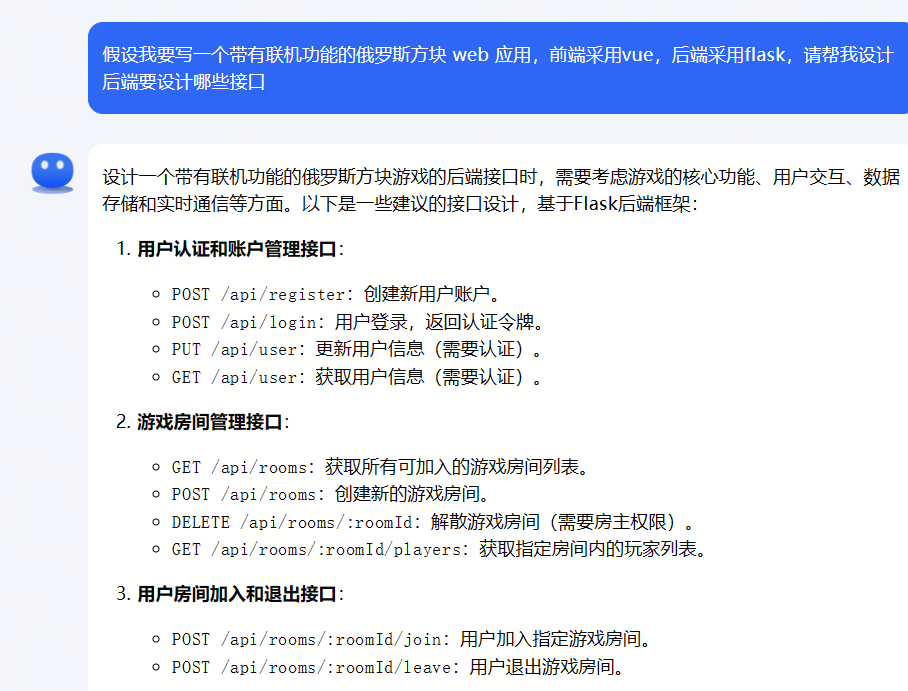 假设我要写一个带有联机功能的俄罗斯方块 web 应用，前端采用vue，后端采用flask，请帮我设计
后端要设计哪些接口
设计一个带有联机功能的俄罗斯方块游戏的后端接口时，需要考虑游戏的核心功能、用户交互、数据
存储和实时通信等方面。以下是一些建议的接口设计，基于Flask后端框架：
1. 用户认证和账户管理接口：
○ POST /api/register：创建新用户账户。
○ POST /api/login：用户登录，返回认证令牌。
○ PUT /api/user：更新用户信息（需要认证）。
○ GET /api/user：获取用户信息（需要认证）。
2. 游戏房间管理接口：
○ GET /api/rooms：获取所有可加入的游戏房间列表。
○ POST /api/rooms：创建新的游戏房间。
○ DELETE /api/rooms/:roomId：解散游戏房间（需要房主权限）。
○ GET /api/rooms/:roomId/players：获取指定房间内的玩家列表。
3. 用户房间加入和退出接口：
○ POST /api/rooms/:roomId/join：用户加入指定游戏房间。
○ POST /api/rooms/:roomId/leave：用户退出游戏房间。